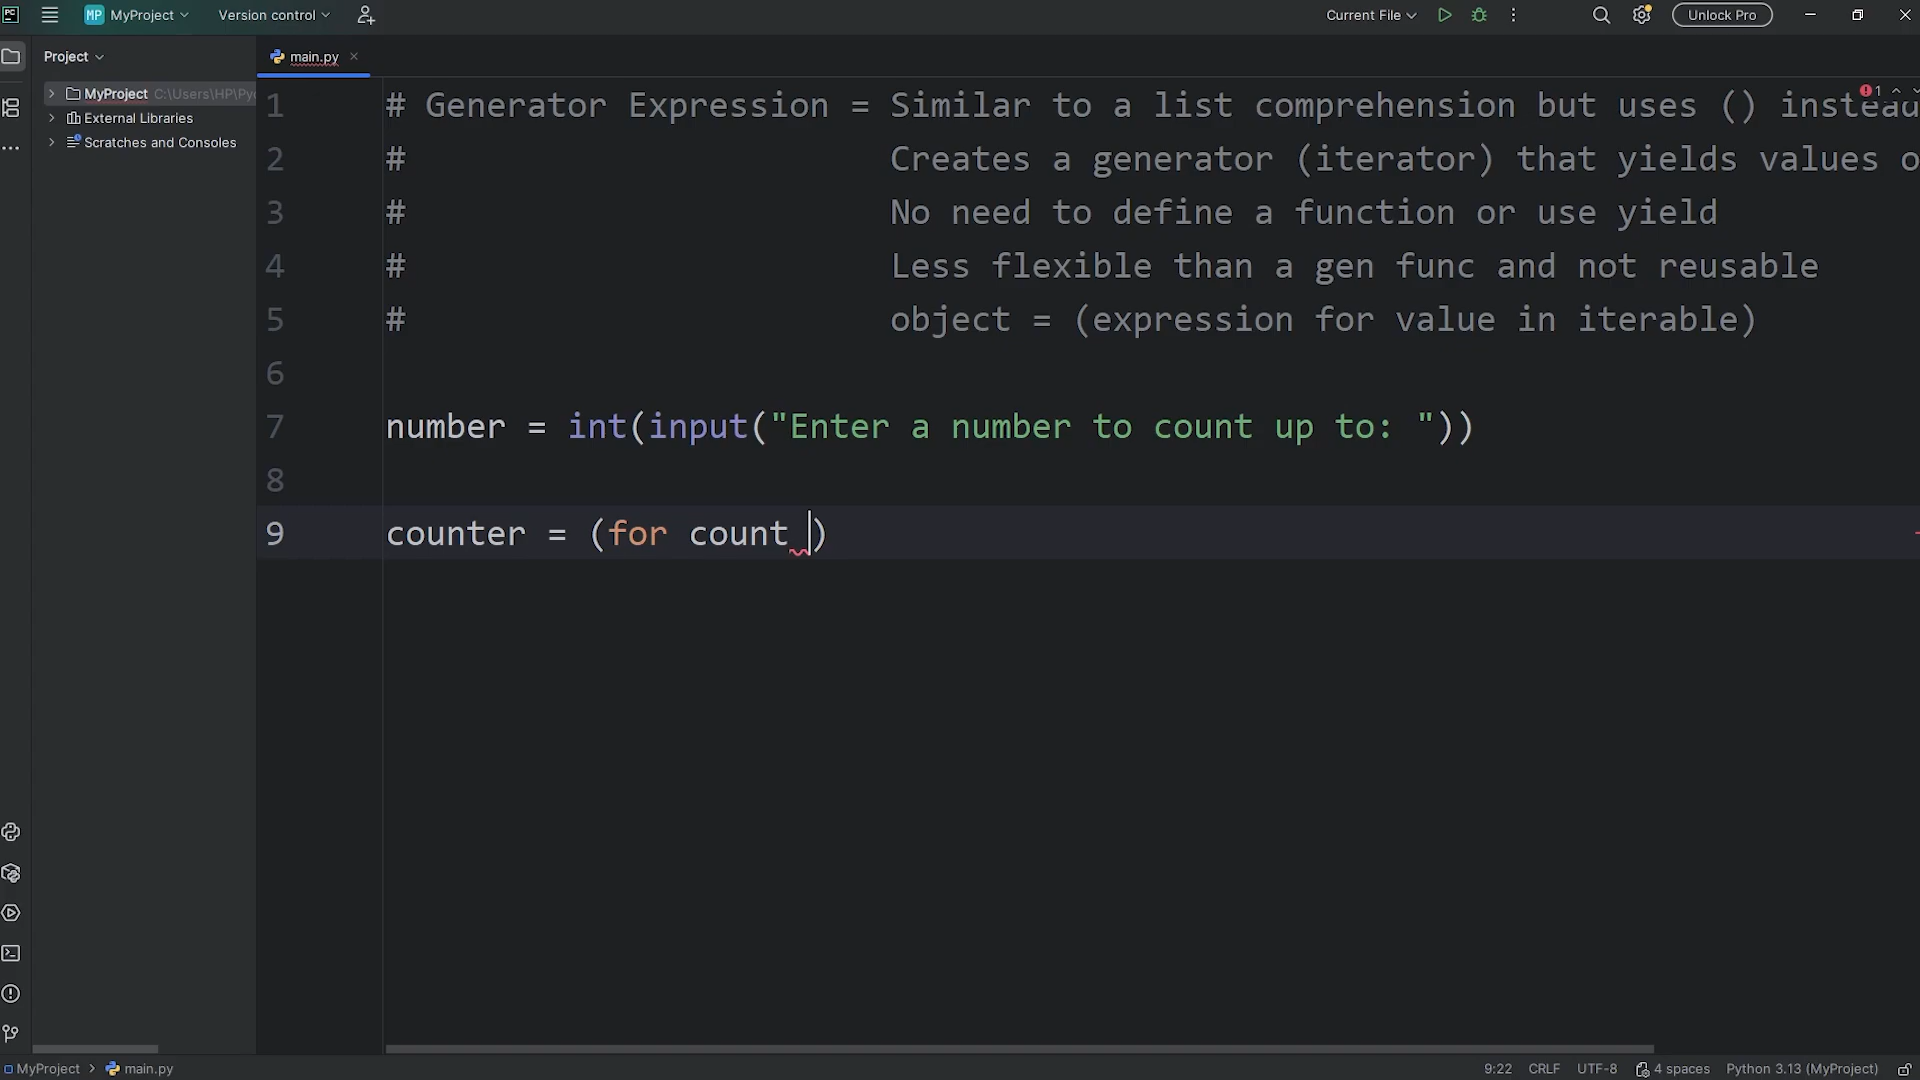 MP MyProject Version control Current File Unlock Pro
Project main.py
MyProject C:\Users\HP\Pyc
External Libraries
Scratches and Consoles
1 # Generator Expression = Similar to a list comprehension but uses () instead
2 # Creates a generator (iterator) that yields values o
3 # No need to define a function or use yield
4 # Less flexible than a gen func and not reusable
5 # object = (expression for value in iterable)
6
7 number = int(input("Enter a number to count up to: "))
8
9 counter = (for count )
1
MyProject > main.py 9:22 CRLF UTF-8 4 spaces Python 3.13 (MyProject)